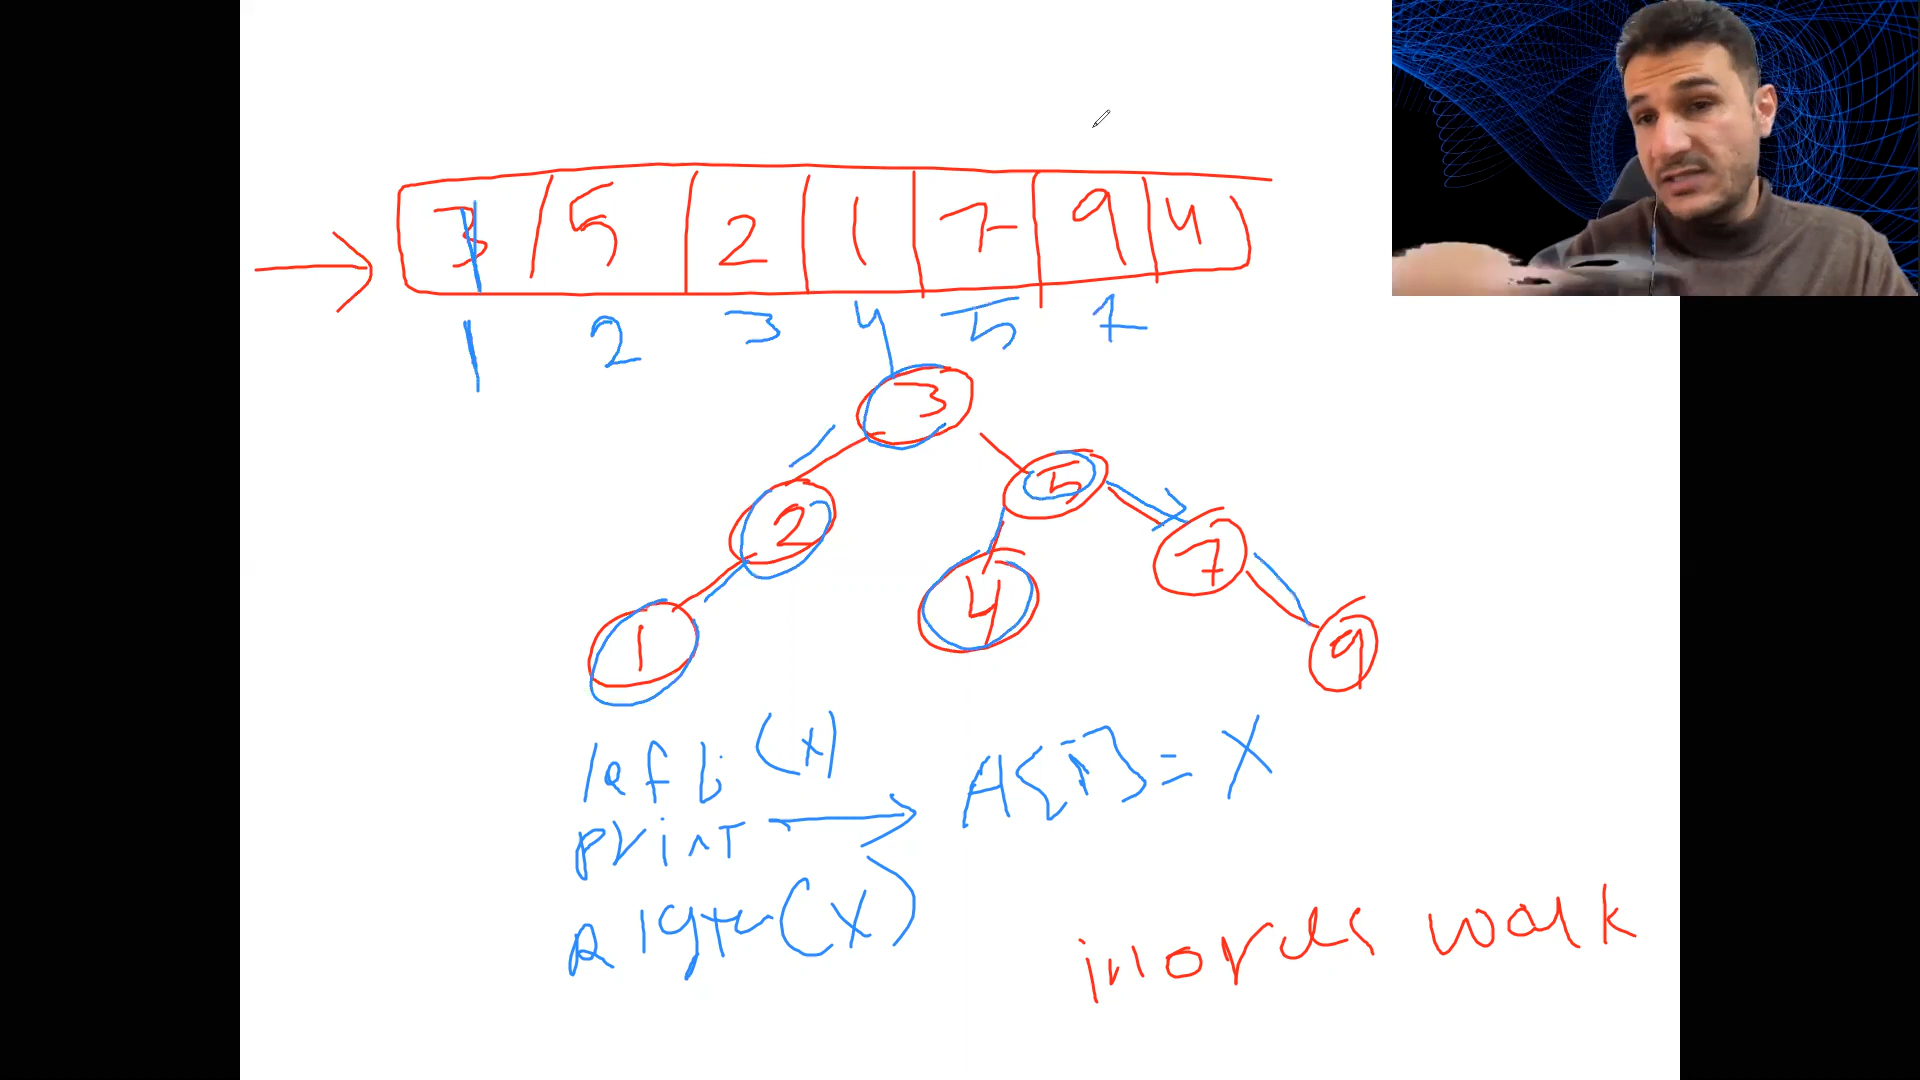 3 5 2 1 7 9 4
1 2 3 4 5 7
3
5
2
7
4
1
9
left(x)
print → A[i] = X
Right(x)
inorder walk